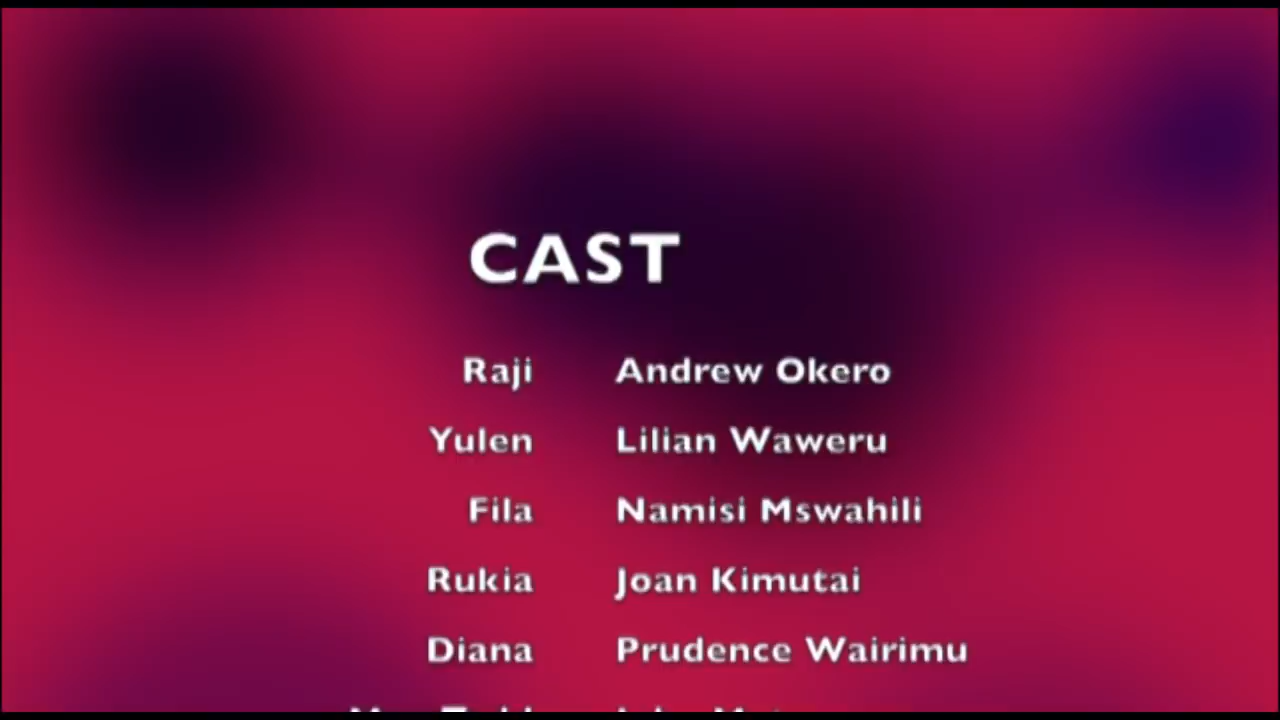 CAST
Raji Andrew Okero
Yulen Lilian Waweru
Fila Namisi Mswahili
Rukia Joan Kimutai
Diana Prudence Wairimu